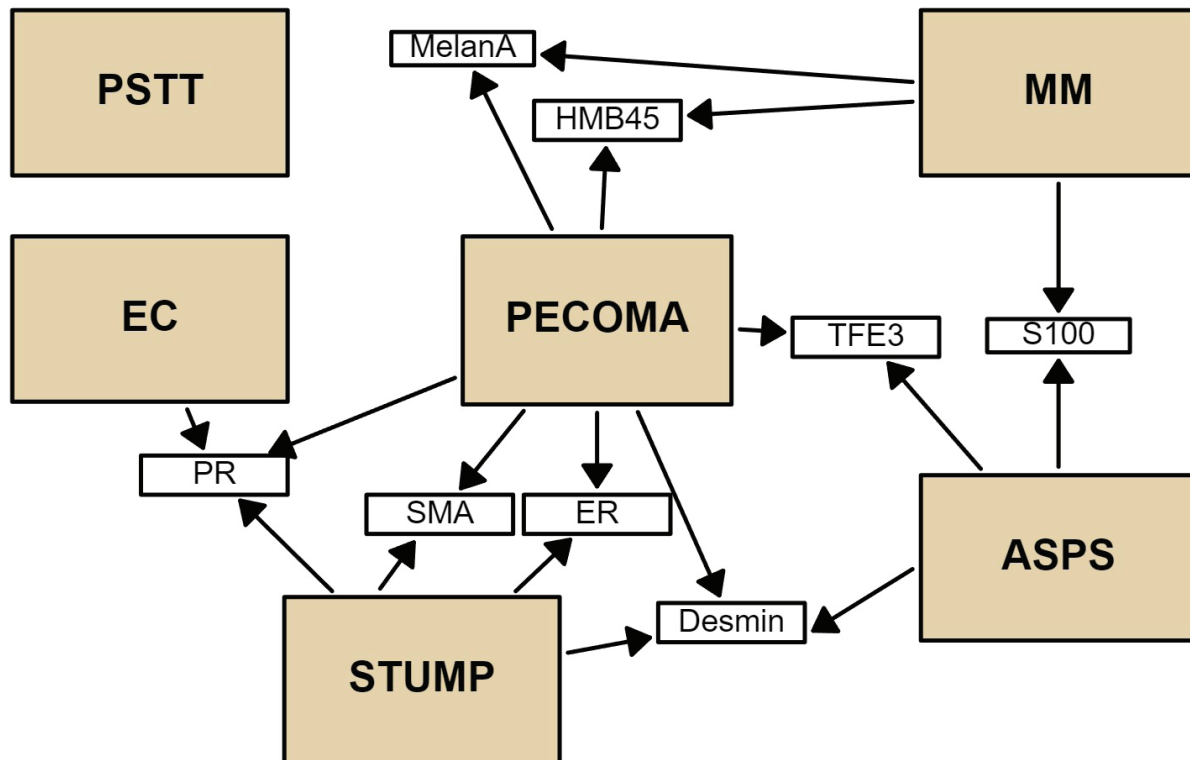 MelanA
PSTT
MM
HMB45
EC
PECOMA
TFE3
S100
PR
SMA
ER
ASPS
Desmin
STUMP